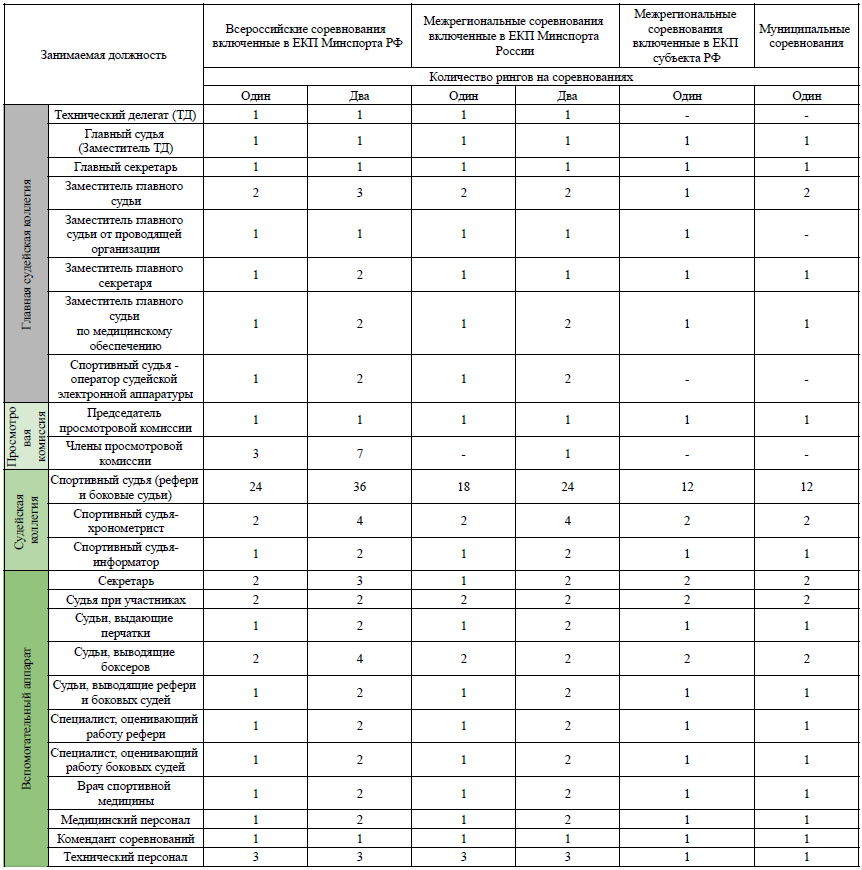 Занимаемая должность
Всероссийские соревнования
включенные в ЕКП Минспорта РФ
Межрегиональные соревнования
включенные в ЕКП Минспорта
России
Межрегиональные
соревнования
включенные в ЕКП
субъекта РФ
Муниципальные
соревнования
Количество рингов на соревнованиях
Один Два Один Два Один Один
Главная судейская коллегия
Технический делегат (ТД) 1 1 1 1 - -
Главный судья
(Заместитель ТД) 1 1 1 1 1 1
Главный секретарь 1 1 1 1 1 1
Заместитель главного
судьи 2 3 2 2 1 2
Заместитель главного
судьи от проводящей
организации 1 1 1 1 1 -
Заместитель главного
секретаря 1 2 1 1 1 1
Заместитель главного
судьи
по медицинскому
обеспечению 1 2 1 2 1 1
Спортивный судья -
оператор судейской
электронной аппаратуры 1 2 1 2 - -
Просмотро
вая
комиссия
Председатель
просмотровой комиссии 1 1 1 1 1 1
Члены просмотровой
комиссии 3 7 - 1 - -
Судейская
коллегия
Спортивный судья (рефери
и боковые судьи) 24 36 18 24 12 12
Спортивный судья-
хронометрист 2 4 2 4 2 2
Спортивный судья-
информатор 1 2 1 2 1 1
Вспомогательный аппарат
Секретарь 2 3 1 2 2 2
Судья при участниках 2 2 2 2 2 2
Судьи, выдающие
перчатки 1 2 1 2 1 1
Судьи, выводящие
боксеров 2 4 2 2 2 2
Судьи, выводящие рефери
и боковых судей 1 2 1 2 1 1
Специалист, оценивающий
работу рефери 1 2 1 2 1 1
Специалист, оценивающий
работу боковых судей 1 2 1 2 1 1
Врач спортивной
медицины 1 2 1 2 1 1
Медицинский персонал 1 2 1 2 1 1
Комендант соревнований 1 1 1 1 1 1
Технический персонал 3 3 3 3 1 1